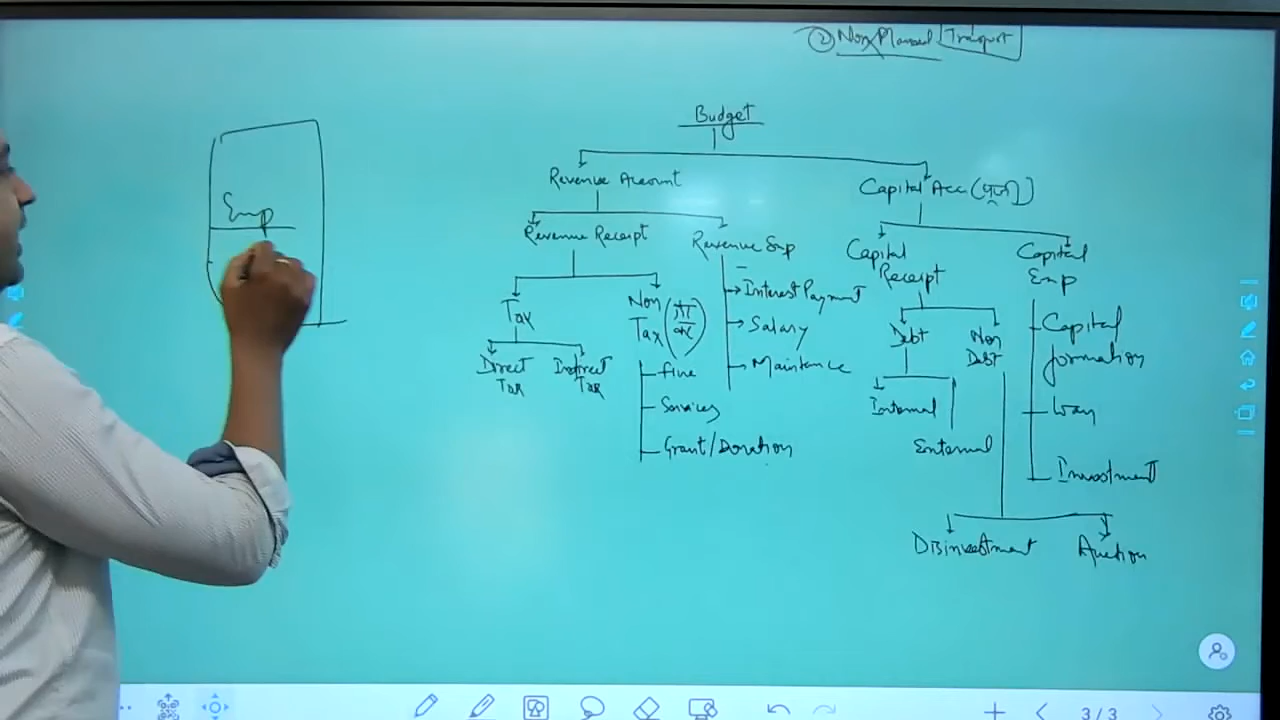 ② Non Planned Transport
Budget
Revenue Account
Capital Acc (पूंजी)
Emp
Revenue Receipt
Revenue Exp
Capital
Receipt
Capital
Exp
Tax
Non
Tax
Interest Payment
Salary
Maintence
Direct
Tax
Indirect
Tax
fine
Services
Grant/Donation
Debt
Non
Debt
Internal
External
Capital
formation
Loan
Investment
Disinvestment
Auction
3/3